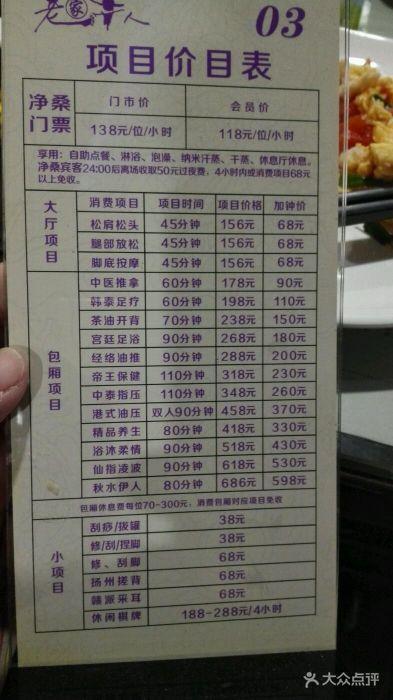 老家 人 03
项目价目表
净桑门票 门市价 会员价
138元/位/小时 118元/位/小时
享用：自助点餐、淋浴、泡澡、纳米汗蒸、干蒸、休息厅休息。
净桑宾客24:00后离场收取50元过夜费，4小时内或消费项目68元
以上免收。
大厅项目
消费项目 项目时间 项目价格 加钟价
松肩松头 45分钟 156元 68元
腿部放松 45分钟 156元 68元
脚底按摩 45分钟 156元 68元
包厢项目
中医推拿 60分钟 178元 90元
韩泰足疗 60分钟 198元 110元
茶油开背 70分钟 238元 150元
宫廷足浴 90分钟 268元 180元
经络油推 90分钟 288元 200元
帝王保健 110分钟 318元 230元
中泰指压 110分钟 348元 260元
港式油压 双人90分钟 458元 370元
精品养生 80分钟 418元 330元
浴沐柔情 90分钟 518元 430元
仙指凌波 90分钟 618元 530元
秋水伊人 80分钟 686元 598元
包厢休息费每位70-300元；消费包厢对应项目免收
小项目
刮痧/拔罐 38元
修/刮/捏脚 38元
修、刮脚 68元
扬州搓背 68元
赣派采耳 68元
休闲棋牌 188-288元/4小时
大众点评